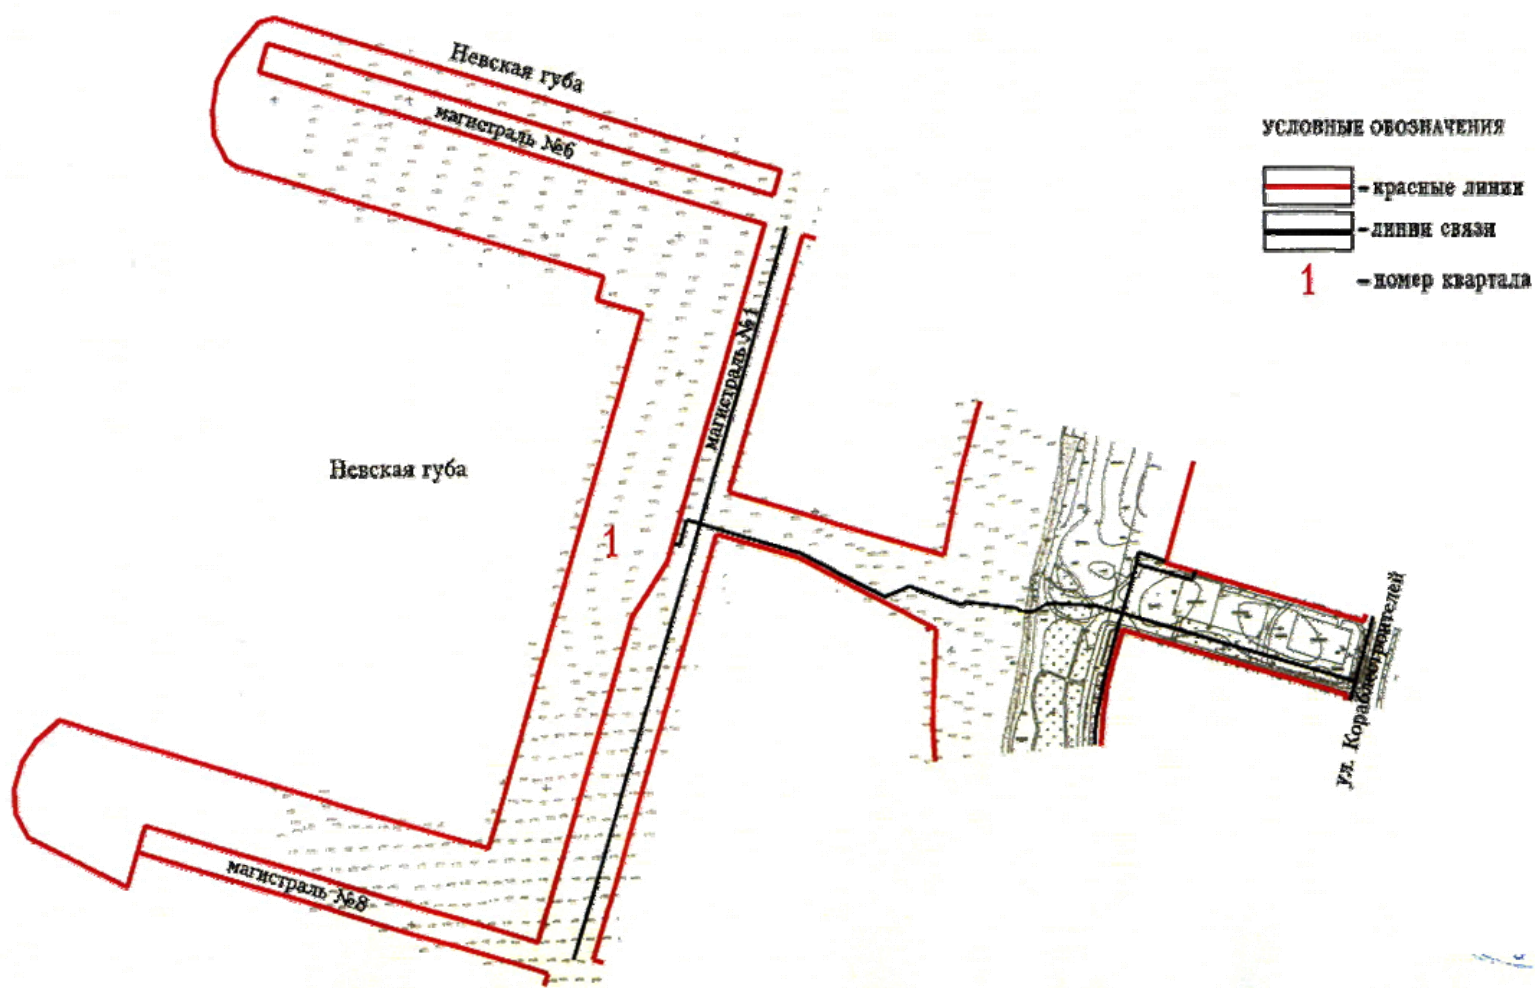 Невская губа
магистраль №6
УСЛОВНЫЕ ОБОЗНАЧЕНИЯ
- красные линии
- линии связи
1 - номер квартала
магистраль №1
Невская губа
1
ул. Кораблестроителей
магистраль №8